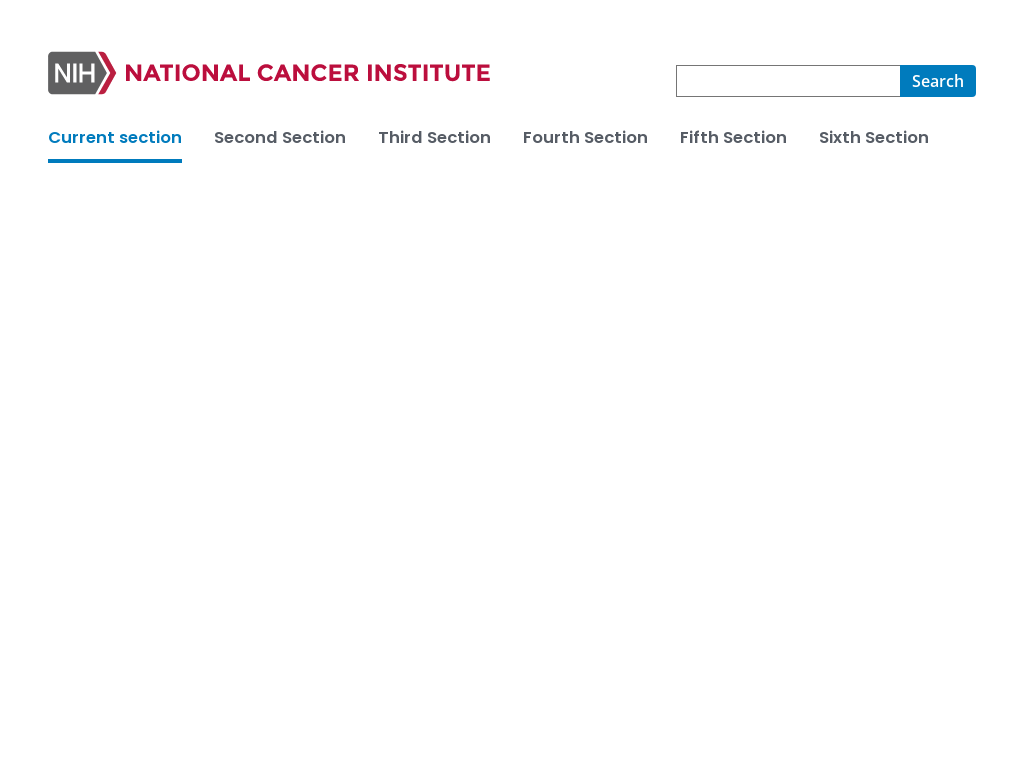 NIH NATIONAL CANCER INSTITUTE
Search
Current section Second Section Third Section Fourth Section Fifth Section Sixth Section